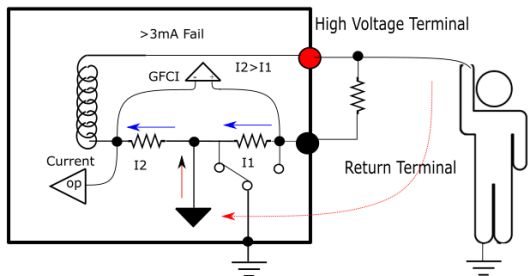 >3mA Fail
High Voltage Terminal
I2>I1
GFCI
- +
Current
op
I2
I1
Return Terminal